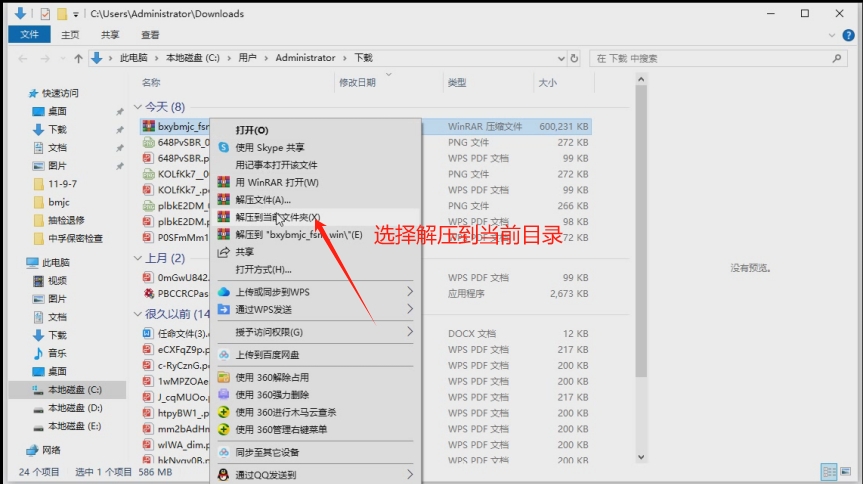 C:\Users\Administrator\Downloads
文件 主页 共享 查看
此电脑 本地磁盘 (C:) 用户 Administrator 下载
在 下载 中搜索
名称 修改日期 类型 大小
快速访问
桌面
下载
文档
图片
11-9-7
bmjc
抽检退修
中孚保密检查
此电脑
视频
图片
文档
下载
音乐
桌面
本地磁盘 (C:)
本地磁盘 (D:)
本地磁盘 (E:)
网络
今天 (8)
bxybmjc_fsm WinRAR 压缩文件 600,231 KB
648PvSBR_0 PNG 文件 272 KB
648PvSBR.p WPS PDF 文档 99 KB
KOLfKk7__0 PNG 文件 272 KB
KOLfKk7_.p WPS PDF 文档 99 KB
plbkE2DM_ PNG 文件 266 KB
plbkE2DM. WPS PDF 文档 98 KB
P0SFmMm1 72 KB
上月 (2)
0mGwU842. WPS PDF 文档 99 KB
PBCCRCPas 应用程序 2,673 KB
很久以前 (14
任命文件(3).c DOCX 文档 12 KB
eCXFqZ9p.p WPS PDF 文档 217 KB
c-RyCznG.pc WPS PDF 文档 200 KB
1wMPZOAe WPS PDF 文档 200 KB
J_cqMUOo.p WPS PDF 文档 217 KB
htpyBW1_.p WPS PDF 文档 200 KB
mm2bAdHn WPS PDF 文档 200 KB
wIWA_dim.p WPS PDF 文档 200 KB
WPS PDF 文档 200 KB
打开(O)
使用 Skype 共享
用记事本打开该文件
用 WinRAR 打开(W)
解压文件(A)...
解压到当前文件夹(X)
解压到 "bxybmjc_fsm_win\"(E)
共享
打开方式(H)...
上传或同步到WPS
通过WPS发送
授予访问权限(G)
上传到百度网盘
使用 360解除占用
使用 360强力删除
使用 360进行木马云查杀
使用 360管理右键菜单
同步至其它设备
通过QQ发送到
选择解压到当前目录
没有预览。
24 个项目 选中 1 个项目 586 MB